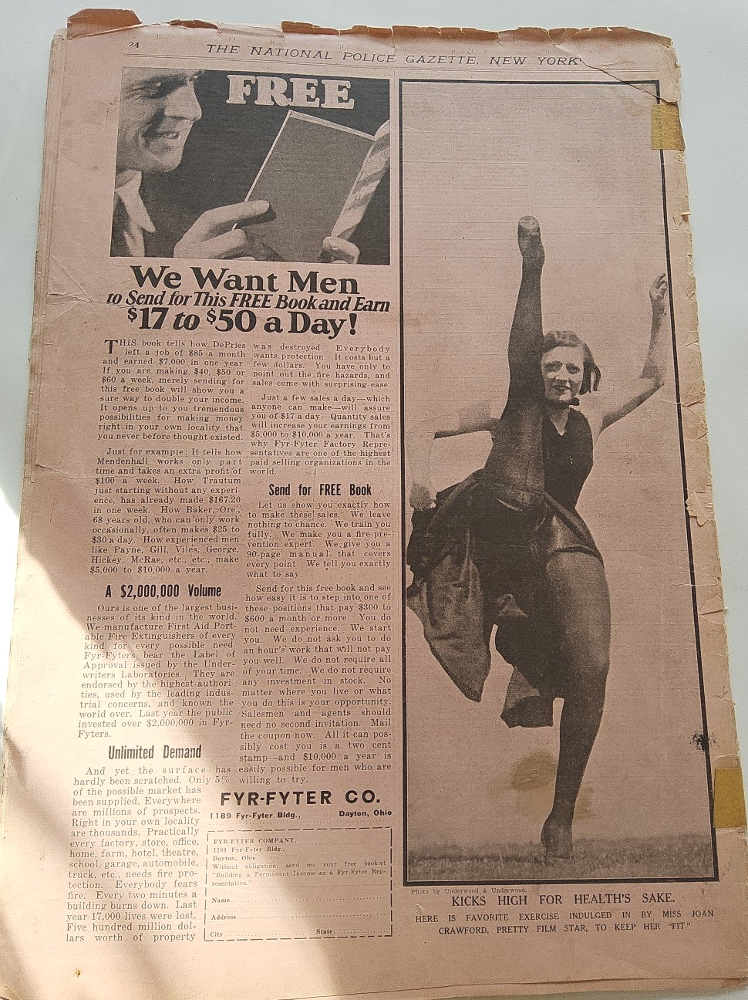 24
THE NATIONAL POLICE GAZETTE, NEW YORK
FREE
We Want Men
to Send for This FREE Book and Earn
$17 to $50 a Day!
THIS book tells how DePries
left a job of $85 a month
and earned $7,000 in one year.
If you are making $40, $50 or
$60 a week, merely sending for
this free book will show you a
sure way to double your income.
It opens up to you tremendous
possibilities for making money
right in your own locality that
you never before thought existed.
Just for example: It tells how
Mendenhall works only part
time and takes an extra profit of
$100 a week. How Trautum
just starting without any experi-
ence, has already made $167.20
in one week. How Baker, Ore.,
68 years old, who can only work
occasionally, often makes $25 to
$30 a day. How experienced men
like Payne, Gill, Viles, George,
Hickey, McRae, etc., etc., make
$5,000 to $10,000 a year.
A $2,000,000 Volume
Ours is one of the largest busi-
nesses of its kind in the world.
We manufacture First Aid Port-
able Fire Extinguishers of every
kind for every possible need
Fyr-Fyters bear the Label of
Approval issued by the Under-
writers Laboratories. They are
endorsed by the highest authori-
ties, used by the leading indus-
trial concerns, and known the
world over. Last year the public
invested over $2,000,000 in Fyr-
Fyters.
Unlimited Demand
And yet the surface has
hardly been scratched. Only 5%
of the possible market has
been supplied. Everywhere
are millions of prospects.
Right in your own locality
are thousands. Practically
every factory, store, office,
home, farm, hotel, theatre,
school, garage, automobile,
truck, etc., needs fire pro-
tection. Everybody fears
fire. Every two minutes a
building burns down. Last
year 17,000 lives were lost.
Five hundred million dol-
lars worth of property
was destroyed. Everybody
wants protection. It costs but a
few dollars. You have only to
point out the fire hazards, and
sales come with surprising ease.
Just a few sales a day—which
anyone can make—will assure
you of $17 a day. Quantity sales
will increase your earnings from
$5,000 to $10,000 a year. That's
why Fyr-Fyter Factory Repre-
sentatives are one of the highest
paid selling organizations in the
world.
Send for FREE Book
Let us show you exactly how
to make these sales. We leave
nothing to chance. We train you
fully. We make you a fire pre-
vention expert. We give you a
90-page manual that covers
every point. We tell you exactly
what to say
Send for this free book and see
how easy it is to step into one of
these positions that pay $300 to
$600 a month or more. You do
not need experience. We start
you. We do not ask you to do
an hour's work that will not pay
you well. We do not require all
of your time. We do not require
any investment in stock. No
matter where you live or what
you do this is your opportunity.
Salesmen and agents should
need no second invitation. Mail
the coupon now. All it can pos-
sibly cost you is a two cent
stamp—and $10,000 a year is
easily possible for men who are
willing to try.
FYR-FYTER CO.
1189 Fyr-Fyter Bldg., Dayton, Ohio
FYR-FYTER COMPANY,
1189 Fyr-Fyter Bldg.,
Dayton, Ohio
Without obligation, send me your free booklet
"Building a Permanent Income as a Fyr-Fyter Rep-
resentative."
Name
Address
City State
Photo by Underwood & Underwood.
KICKS HIGH FOR HEALTH'S SAKE.
HERE IS FAVORITE EXERCISE INDULGED IN BY MISS JOAN
CRAWFORD, PRETTY FILM STAR, TO KEEP HER "FIT"